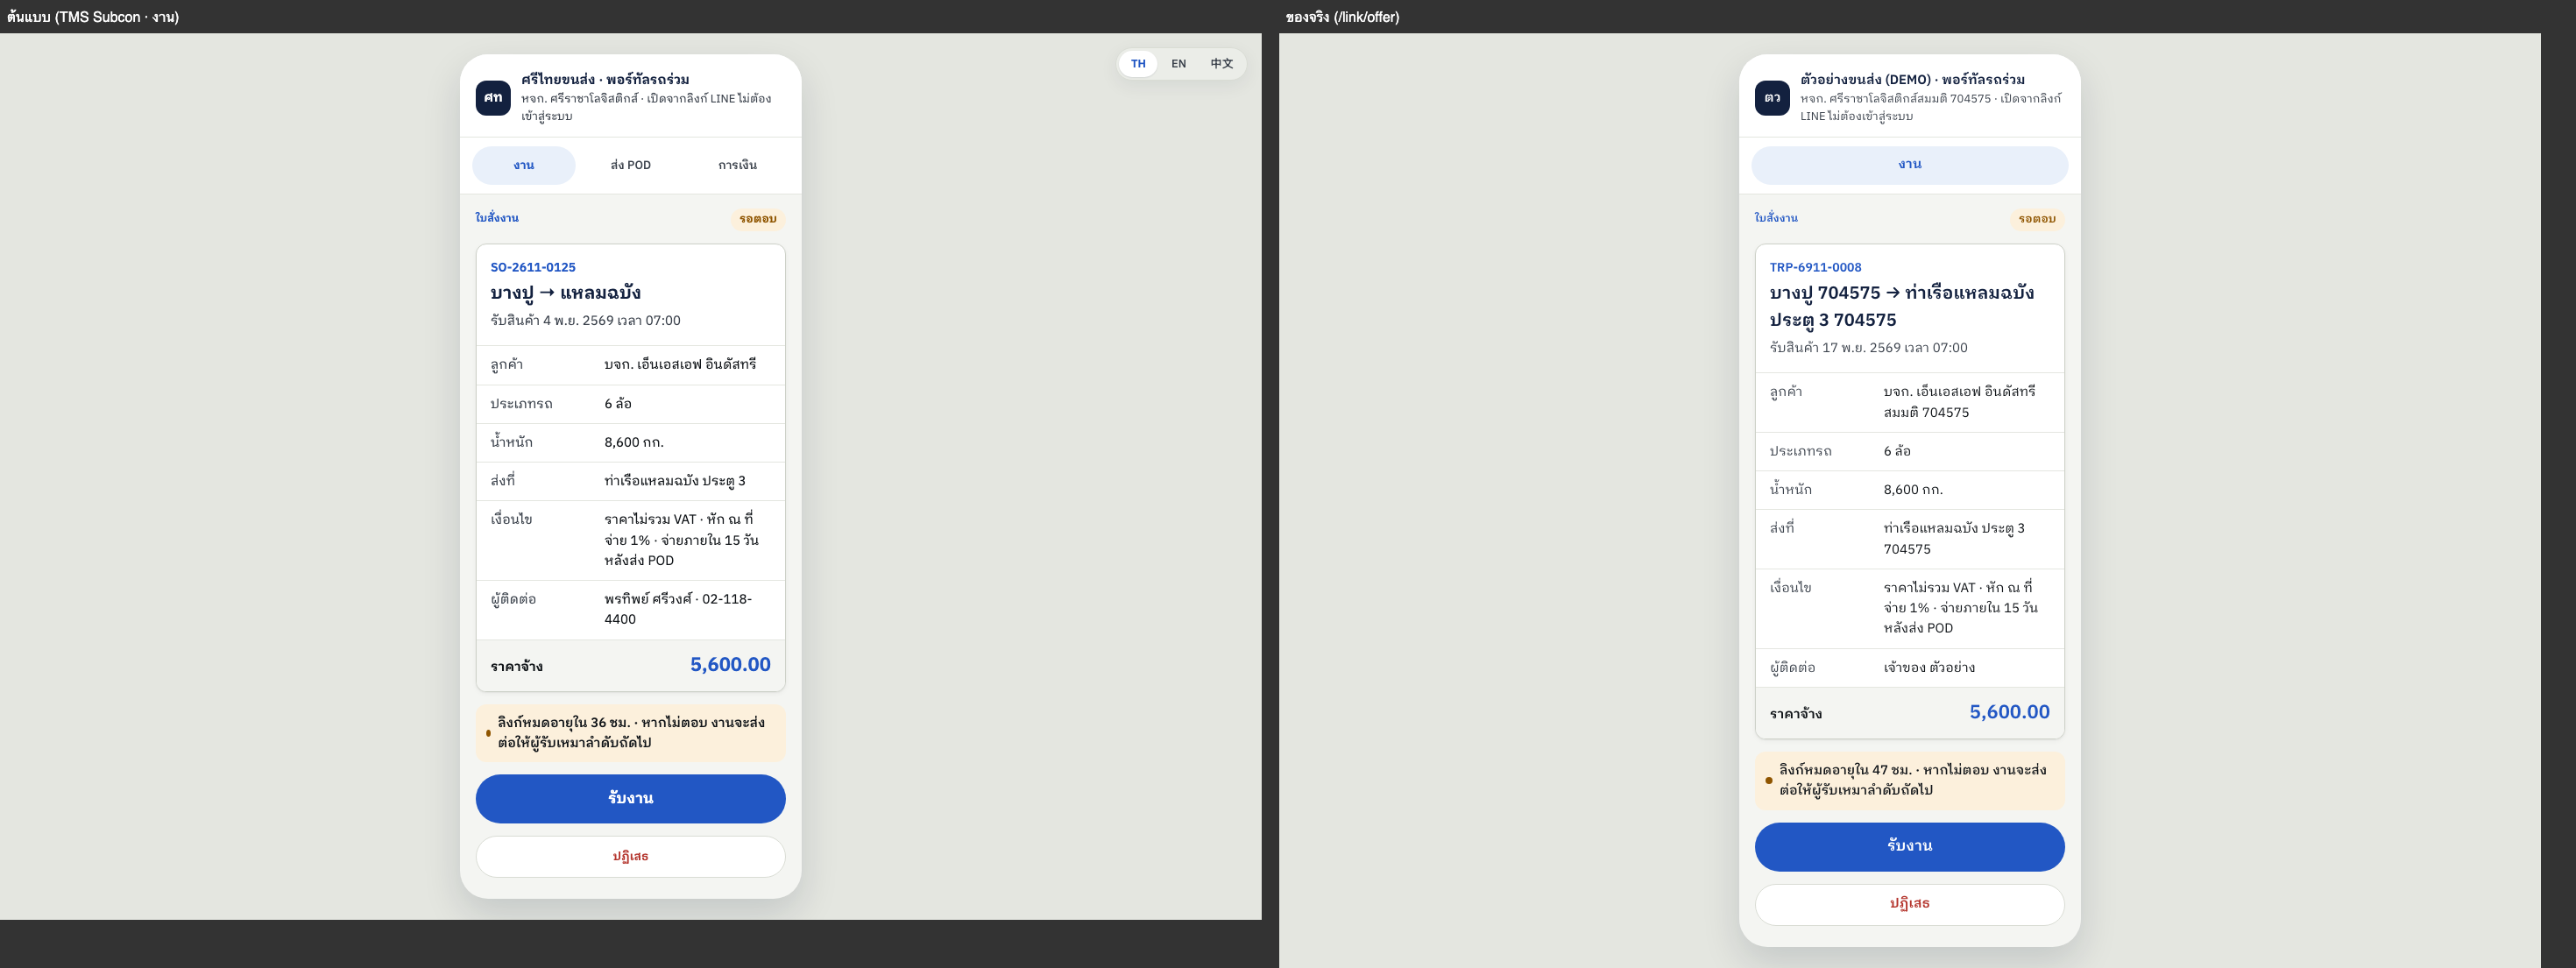 ต้นแบบ (TMS Subcon · งาน)
TH EN 中文
ศท
ศรีไทยขนส่ง · พอร์ทัลรถร่วม
หจก. ศรีราชาโลจิสติกส์ · เปิดจากลิงก์ LINE ไม่ต้อง
เข้าสู่ระบบ
งาน ส่ง POD การเงิน
ใบสั่งงาน รอตอบ
SO-2611-0125
บางปู → แหลมฉบัง
รับสินค้า 4 พ.ย. 2569 เวลา 07:00
ลูกค้า บจก. เอ็นเอสเอฟ อินดัสทรี
ประเภทรถ 6 ล้อ
น้ำหนัก 8,600 กก.
ส่งที่ ท่าเรือแหลมฉบัง ประตู 3
เงื่อนไข ราคาไม่รวม VAT · หัก ณ ที่
จ่าย 1% · จ่ายภายใน 15 วัน
หลังส่ง POD
ผู้ติดต่อ พรทิพย์ ศรีวงศ์ · 02-118-
4400
ราคาจ้าง 5,600.00
ลิงก์หมดอายุใน 36 ชม. · หากไม่ตอบ งานจะส่ง
ต่อให้ผู้รับเหมาลำดับถัดไป
รับงาน
ปฏิเสธ
ของจริง (/link/offer)
ตว
ตัวอย่างขนส่ง (DEMO) · พอร์ทัลรถร่วม
หจก. ศรีราชาโลจิสติกส์สมมติ 704575 · เปิดจากลิงก์
LINE ไม่ต้องเข้าสู่ระบบ
งาน
ใบสั่งงาน รอตอบ
TRP-6911-0008
บางปู 704575 → ท่าเรือแหลมฉบัง
ประตู 3 704575
รับสินค้า 17 พ.ย. 2569 เวลา 07:00
ลูกค้า บจก. เอ็นเอสเอฟ อินดัสทรี
สมมติ 704575
ประเภทรถ 6 ล้อ
น้ำหนัก 8,600 กก.
ส่งที่ ท่าเรือแหลมฉบัง ประตู 3
704575
เงื่อนไข ราคาไม่รวม VAT · หัก ณ ที่
จ่าย 1% · จ่ายภายใน 15 วัน
หลังส่ง POD
ผู้ติดต่อ เจ้าของ ตัวอย่าง
ราคาจ้าง 5,600.00
ลิงก์หมดอายุใน 47 ชม. · หากไม่ตอบ งานจะส่ง
ต่อให้ผู้รับเหมาลำดับถัดไป
รับงาน
ปฏิเสธ